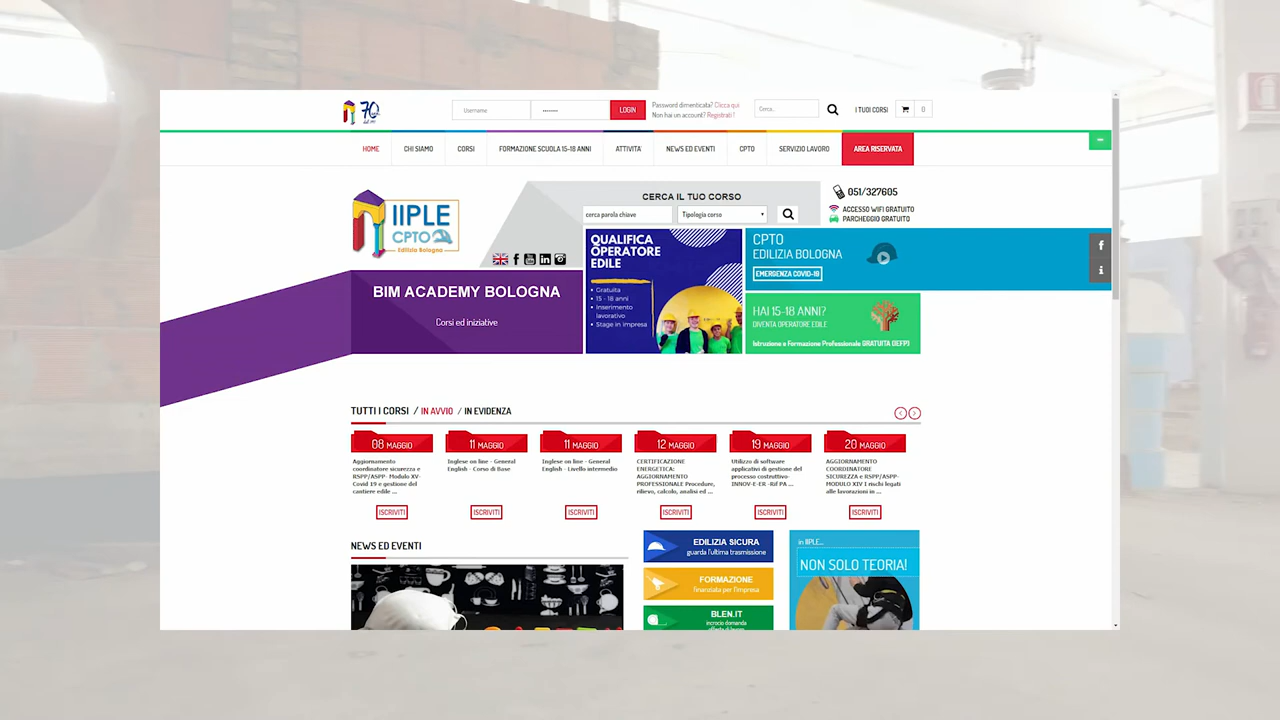 70
Username
LOGIN
Password dimenticata? Clicca qui
Non hai un account? Registrati !
Cerca..
I TUOI CORSI
0
HOME
CHI SIAMO
CORSI
FORMAZIONE SCUOLA 15-18 ANNI
ATTIVITA'
NEWS ED EVENTI
CPTO
SERVIZIO LAVORO
AREA RISERVATA
IIPLE
CPTO
Edilizia Bologna
CERCA IL TUO CORSO
cerca parola chiave
Tipologia corso
051/327605
ACCESSO WIFI GRATUITO
PARCHEGGIO GRATUITO
BIM ACADEMY BOLOGNA
Corsi ed iniziative
QUALIFICA
OPERATORE
EDILE
• Gratuita
• 15 - 18 anni
• Inserimento
lavorativo
• Stage in impresa
CPTO
EDILIZIA BOLOGNA
EMERGENZA COVID-19
HAI 15-18 ANNI?
DIVENTA OPERATORE EDILE
Istruzione e Formazione Professionale GRATUITA (IEFP)
TUTTI I CORSI / IN AVVIO / IN EVIDENZA
08 MAGGIO
Aggiornamento
coordinatore sicurezza e
RSPP/ASPP- Modulo XV-
Covid 19 e gestione del
cantiere edile ...
ISCRIVITI
11 MAGGIO
Inglese on line - General
English - Corso di Base
ISCRIVITI
11 MAGGIO
Inglese on line - General
English - Livello intermedio
ISCRIVITI
12 MAGGIO
CERTIFICAZIONE
ENERGETICA:
AGGIORNAMENTO
PROFESSIONALE Procedure,
rilievo, calcolo, analisi ed ...
ISCRIVITI
19 MAGGIO
Utilizzo di software
applicativi di gestione del
processo costruttivo-
INNOV-E-ER -Rif PA ...
ISCRIVITI
20 MAGGIO
AGGIORNAMENTO
COORDINATORE
SICUREZZA e RSPP/ASPP-
MODULO XIV I rischi legati
alle lavorazioni in ...
ISCRIVITI
NEWS ED EVENTI
EDILIZIA SICURA
guarda l'ultima trasmissione
FORMAZIONE
finanziata per l'impresa
BLEN.IT
incrocio domanda
in IIPLE...
NON SOLO TEORIA!